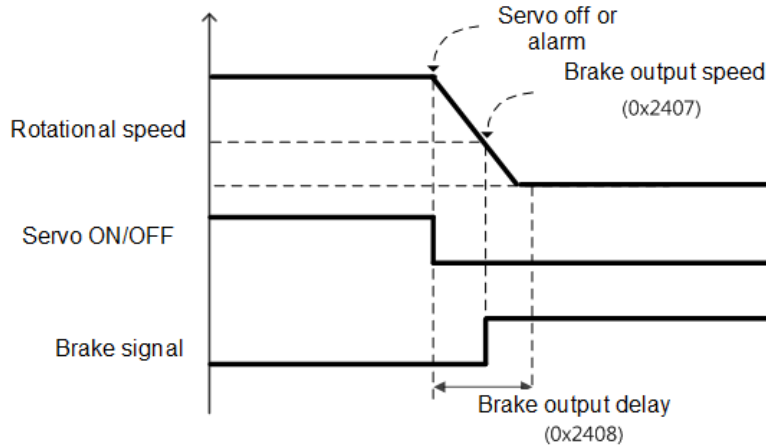 Servo off or
alarm
Brake output speed
(0x2407)
Rotational speed
Servo ON/OFF
Brake signal
Brake output delay
(0x2408)